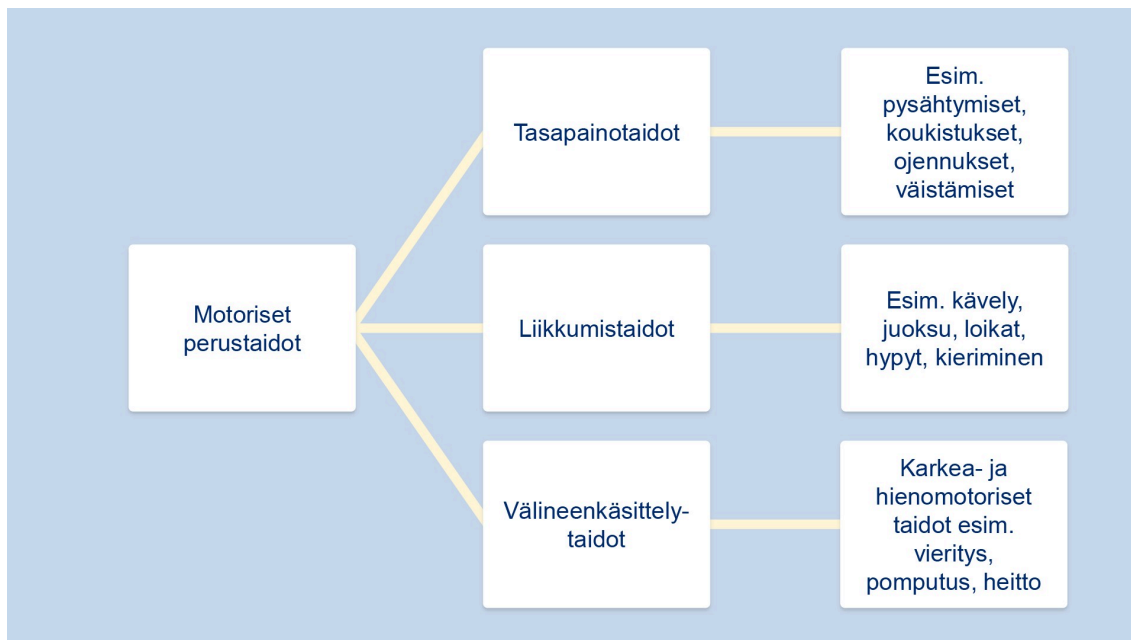 Motoriset
perustaidot
Tasapainotaidot
Esim.
pysähtymiset,
koukistukset,
ojennukset,
väistämiset
Liikkumistaidot
Esim. kävely,
juoksu, loikat,
hypyt, kieriminen
Välineenkäsittely-
taidot
Karkea- ja
hienomotoriset
taidot esim.
vieritys,
pomputus, heitto